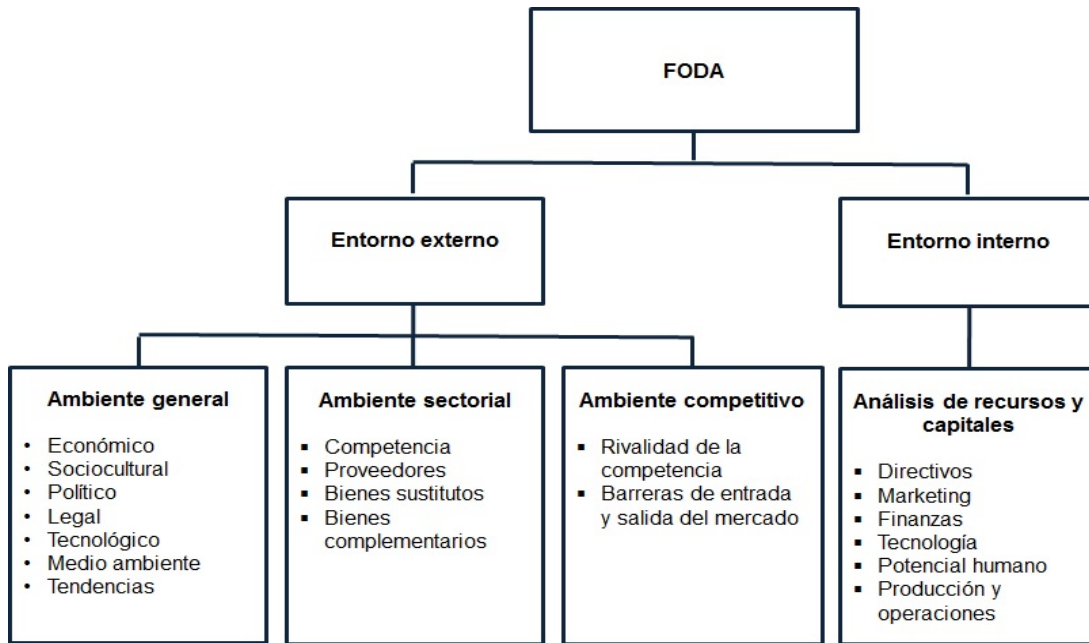 FODA
Entorno externo
Entorno interno
Ambiente general
• Económico
• Sociocultural
• Político
• Legal
• Tecnológico
• Medio ambiente
• Tendencias
Ambiente sectorial
▪ Competencia
▪ Proveedores
▪ Bienes sustitutos
▪ Bienes
complementarios
Ambiente competitivo
▪ Rivalidad de la
competencia
▪ Barreras de entrada
y salida del mercado
Análisis de recursos y
capitales
▪ Directivos
▪ Marketing
▪ Finanzas
▪ Tecnología
▪ Potencial humano
▪ Producción y
operaciones